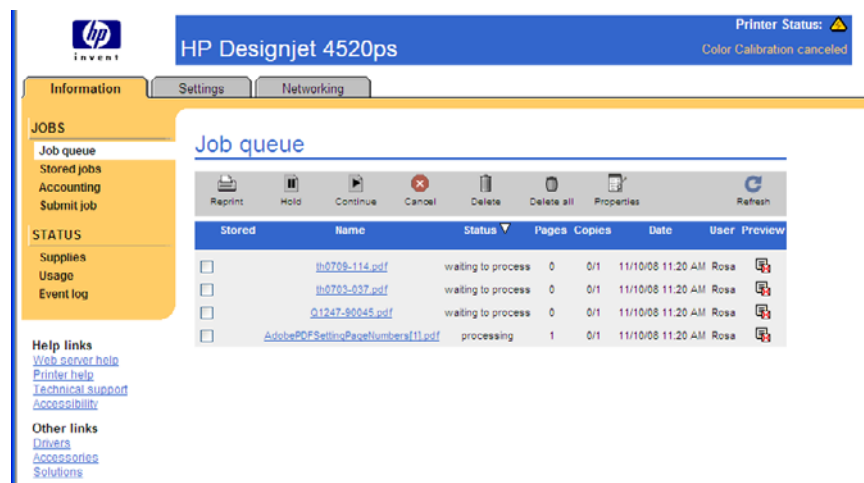 hp
invent
HP Designjet 4520ps
Printer Status:
Color Calibration canceled
Information Settings Networking
JOBS
Job queue
Stored jobs
Accounting
Submit job
STATUS
Supplies
Usage
Event log
Help links
Web server help
Printer help
Technical support
Accessibility
Other links
Drivers
Accessories
Solutions
Job queue
Reprint Hold Continue Cancel Delete Delete all Properties Refresh
Stored Name Status Pages Copies Date User Preview
th0709-114.pdf waiting to process 0 0/1 11/10/08 11:20 AM Rosa
th0703-037.pdf waiting to process 0 0/1 11/10/08 11:20 AM Rosa
Q1247-90045.pdf waiting to process 0 0/1 11/10/08 11:20 AM Rosa
AdobePDFSettingPageNumbers[1].pdf processing 1 0/1 11/10/08 11:20 AM Rosa